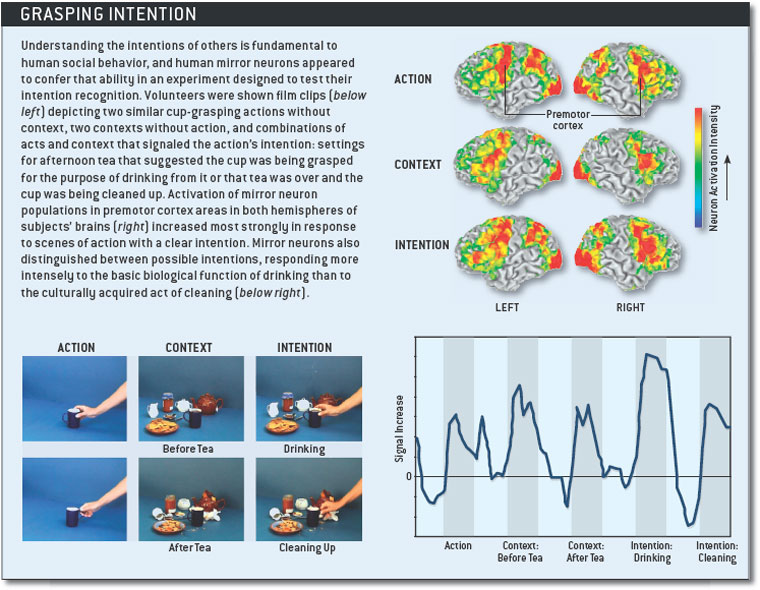 GRASPING INTENTION
Understanding the intentions of others is fundamental to
human social behavior, and human mirror neurons appeared
to confer that ability in an experiment designed to test their
intention recognition. Volunteers were shown film clips (below
left) depicting two similar cup-grasping actions without
context, two contexts without action, and combinations of
acts and context that signaled the action's intention: settings
for afternoon tea that suggested the cup was being grasped
for the purpose of drinking from it or that tea was over and the
cup was being cleaned up. Activation of mirror neuron
populations in premotor cortex areas in both hemispheres of
subjects' brains (right) increased most strongly in response
to scenes of action with a clear intention. Mirror neurons also
distinguished between possible intentions, responding more
intensely to the basic biological function of drinking than to
the culturally acquired act of cleaning (below right).
ACTION
Premotor
cortex
CONTEXT
INTENTION
LEFT
RIGHT
Neuron Activation Intensity
ACTION
CONTEXT
INTENTION
Before Tea
Drinking
After Tea
Cleaning Up
Signal Increase
0
Action
Context:
Before Tea
Context:
After Tea
Intention:
Drinking
Intention:
Cleaning